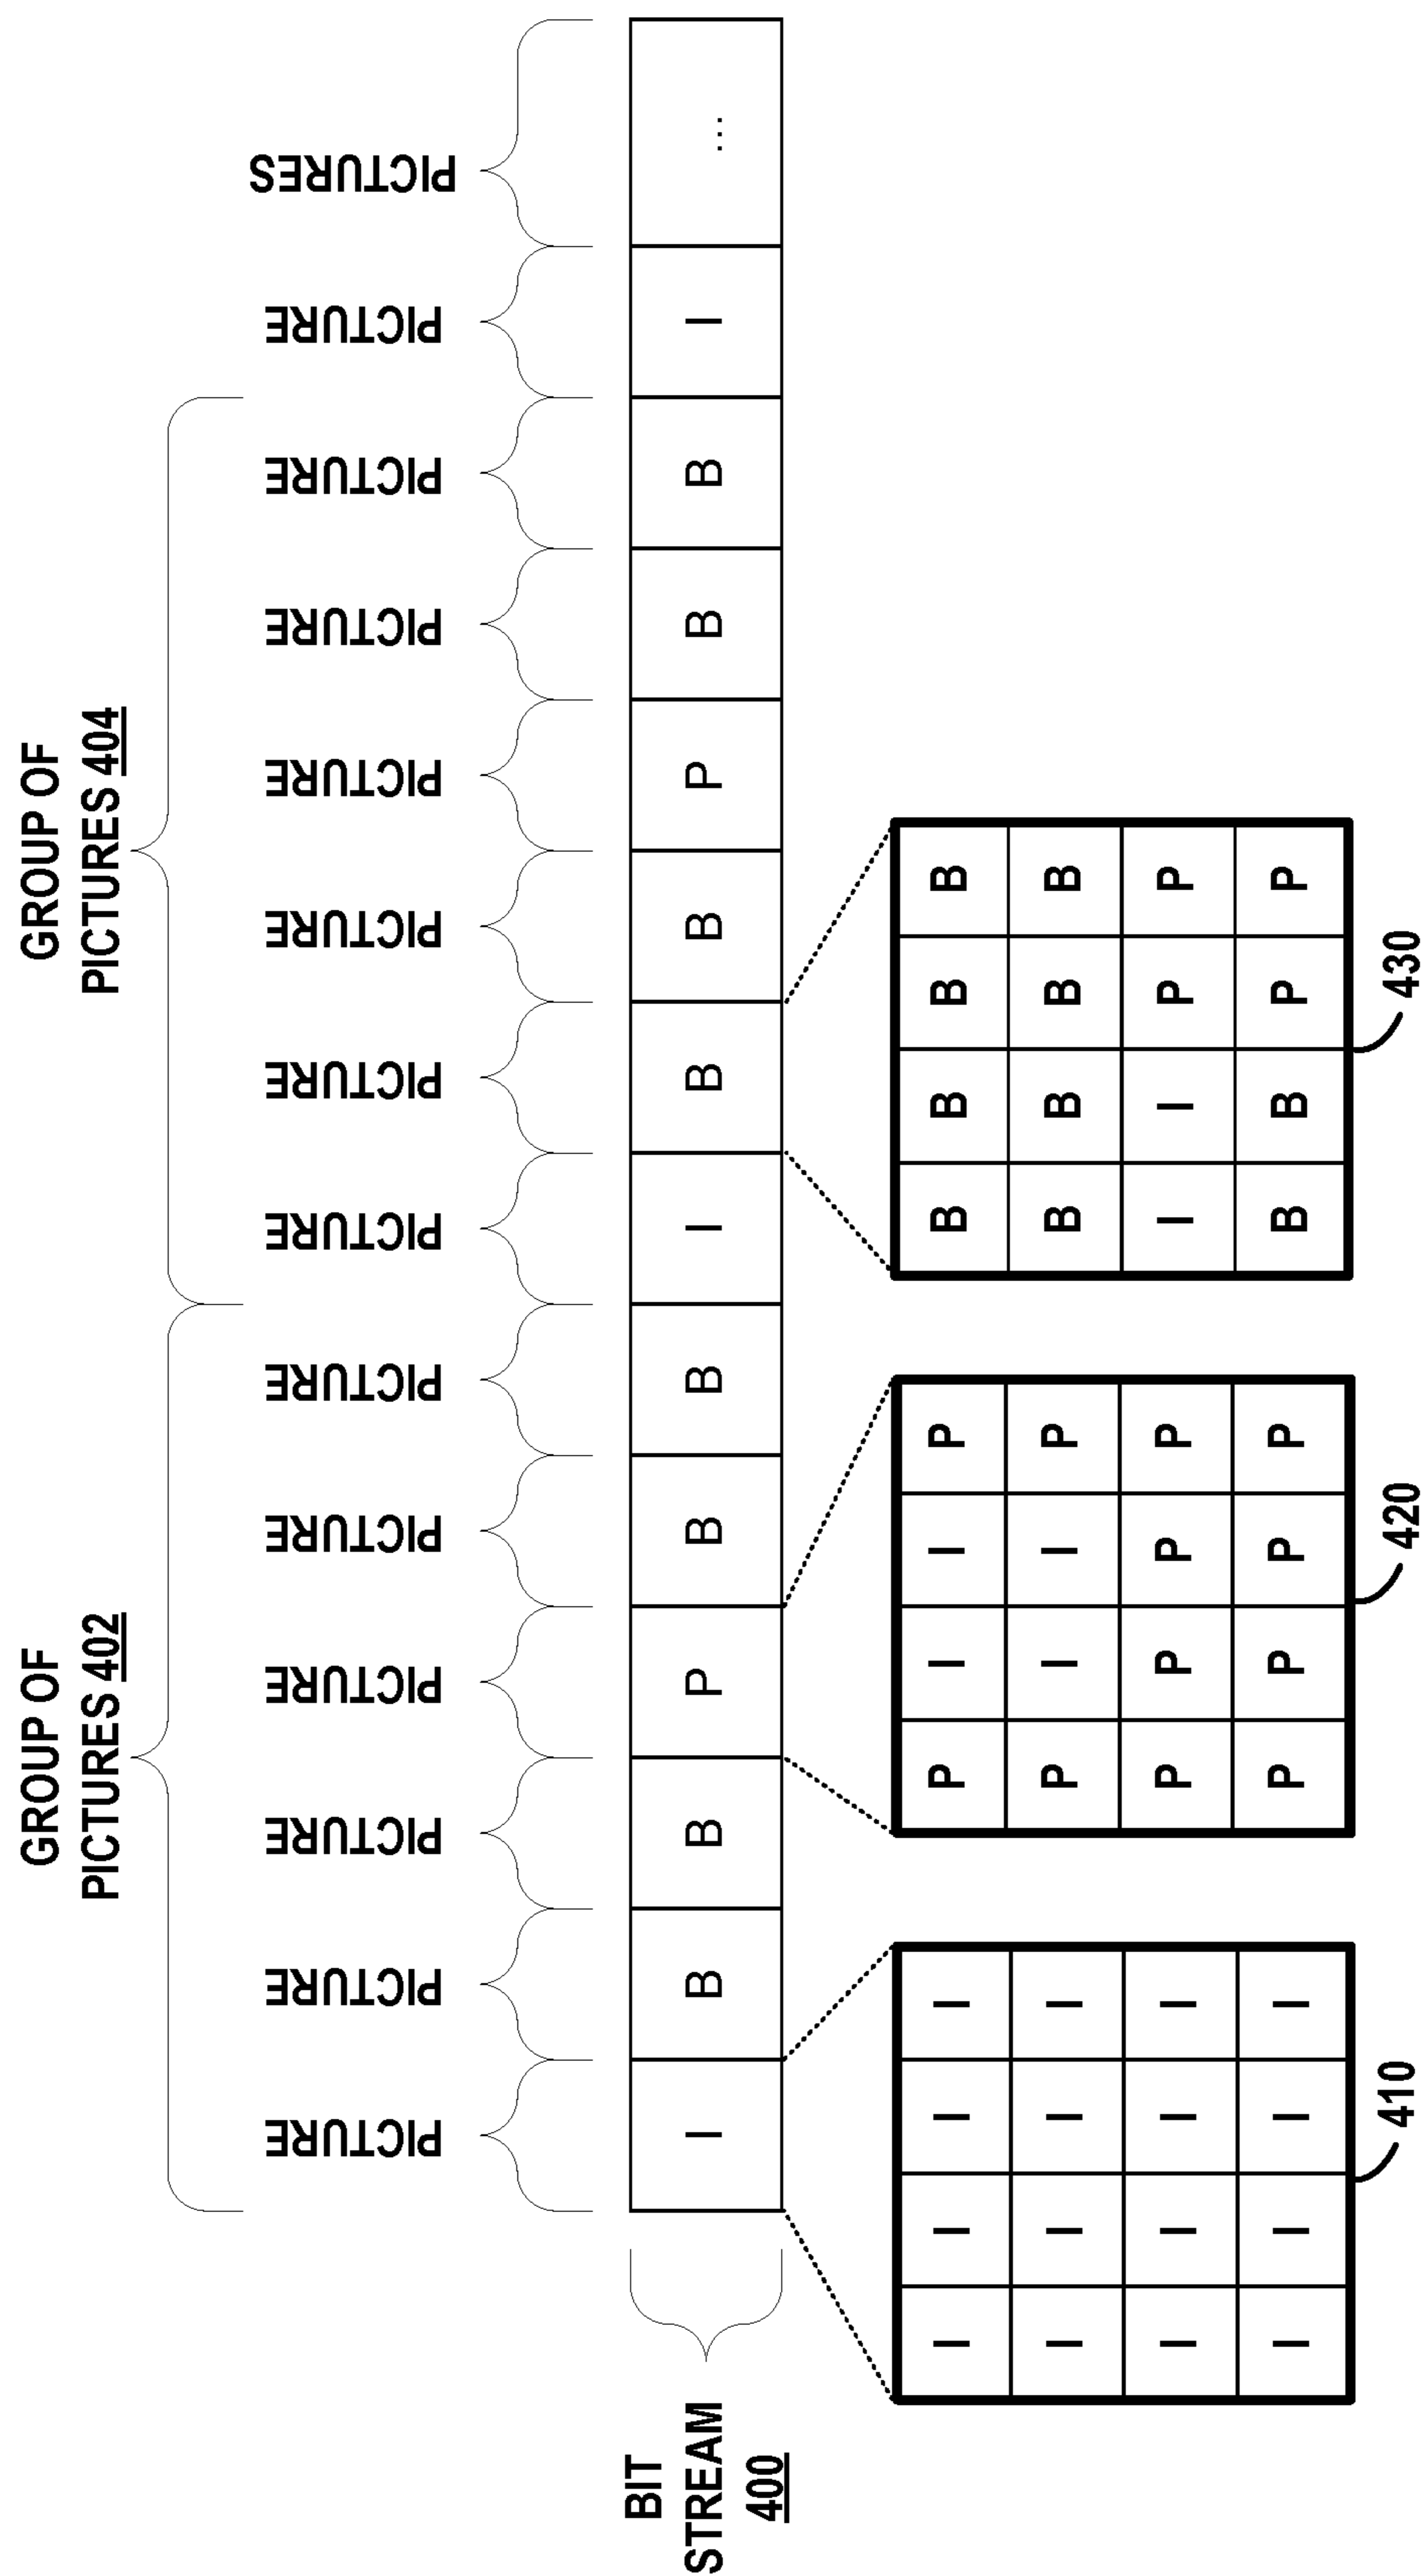 GROUP OF
PICTURES 402
GROUP OF
PICTURES 404
PICTURE PICTURE PICTURE PICTURE PICTURE PICTURE PICTURE PICTURE PICTURE PICTURE PICTURE PICTURE PICTURE PICTURES
BIT
STREAM
400
I B B P B B I B B P B B I ...
I I I I
I I I I
I I I I
I I I I
410
P I I P
P I I P
P P P P
P P P P
420
B B B B
B B B B
I I P P
B B P P
430